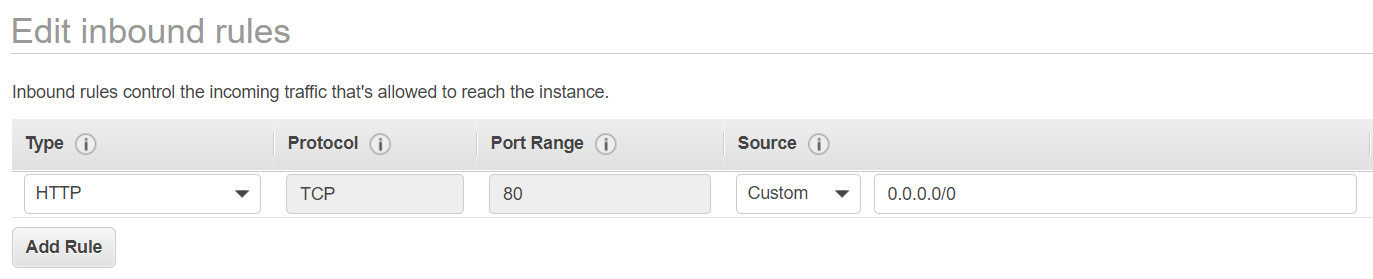 Edit inbound rules
Inbound rules control the incoming traffic that's allowed to reach the instance.
Type i Protocol i Port Range i Source i
HTTP TCP 80 Custom 0.0.0.0/0
Add Rule